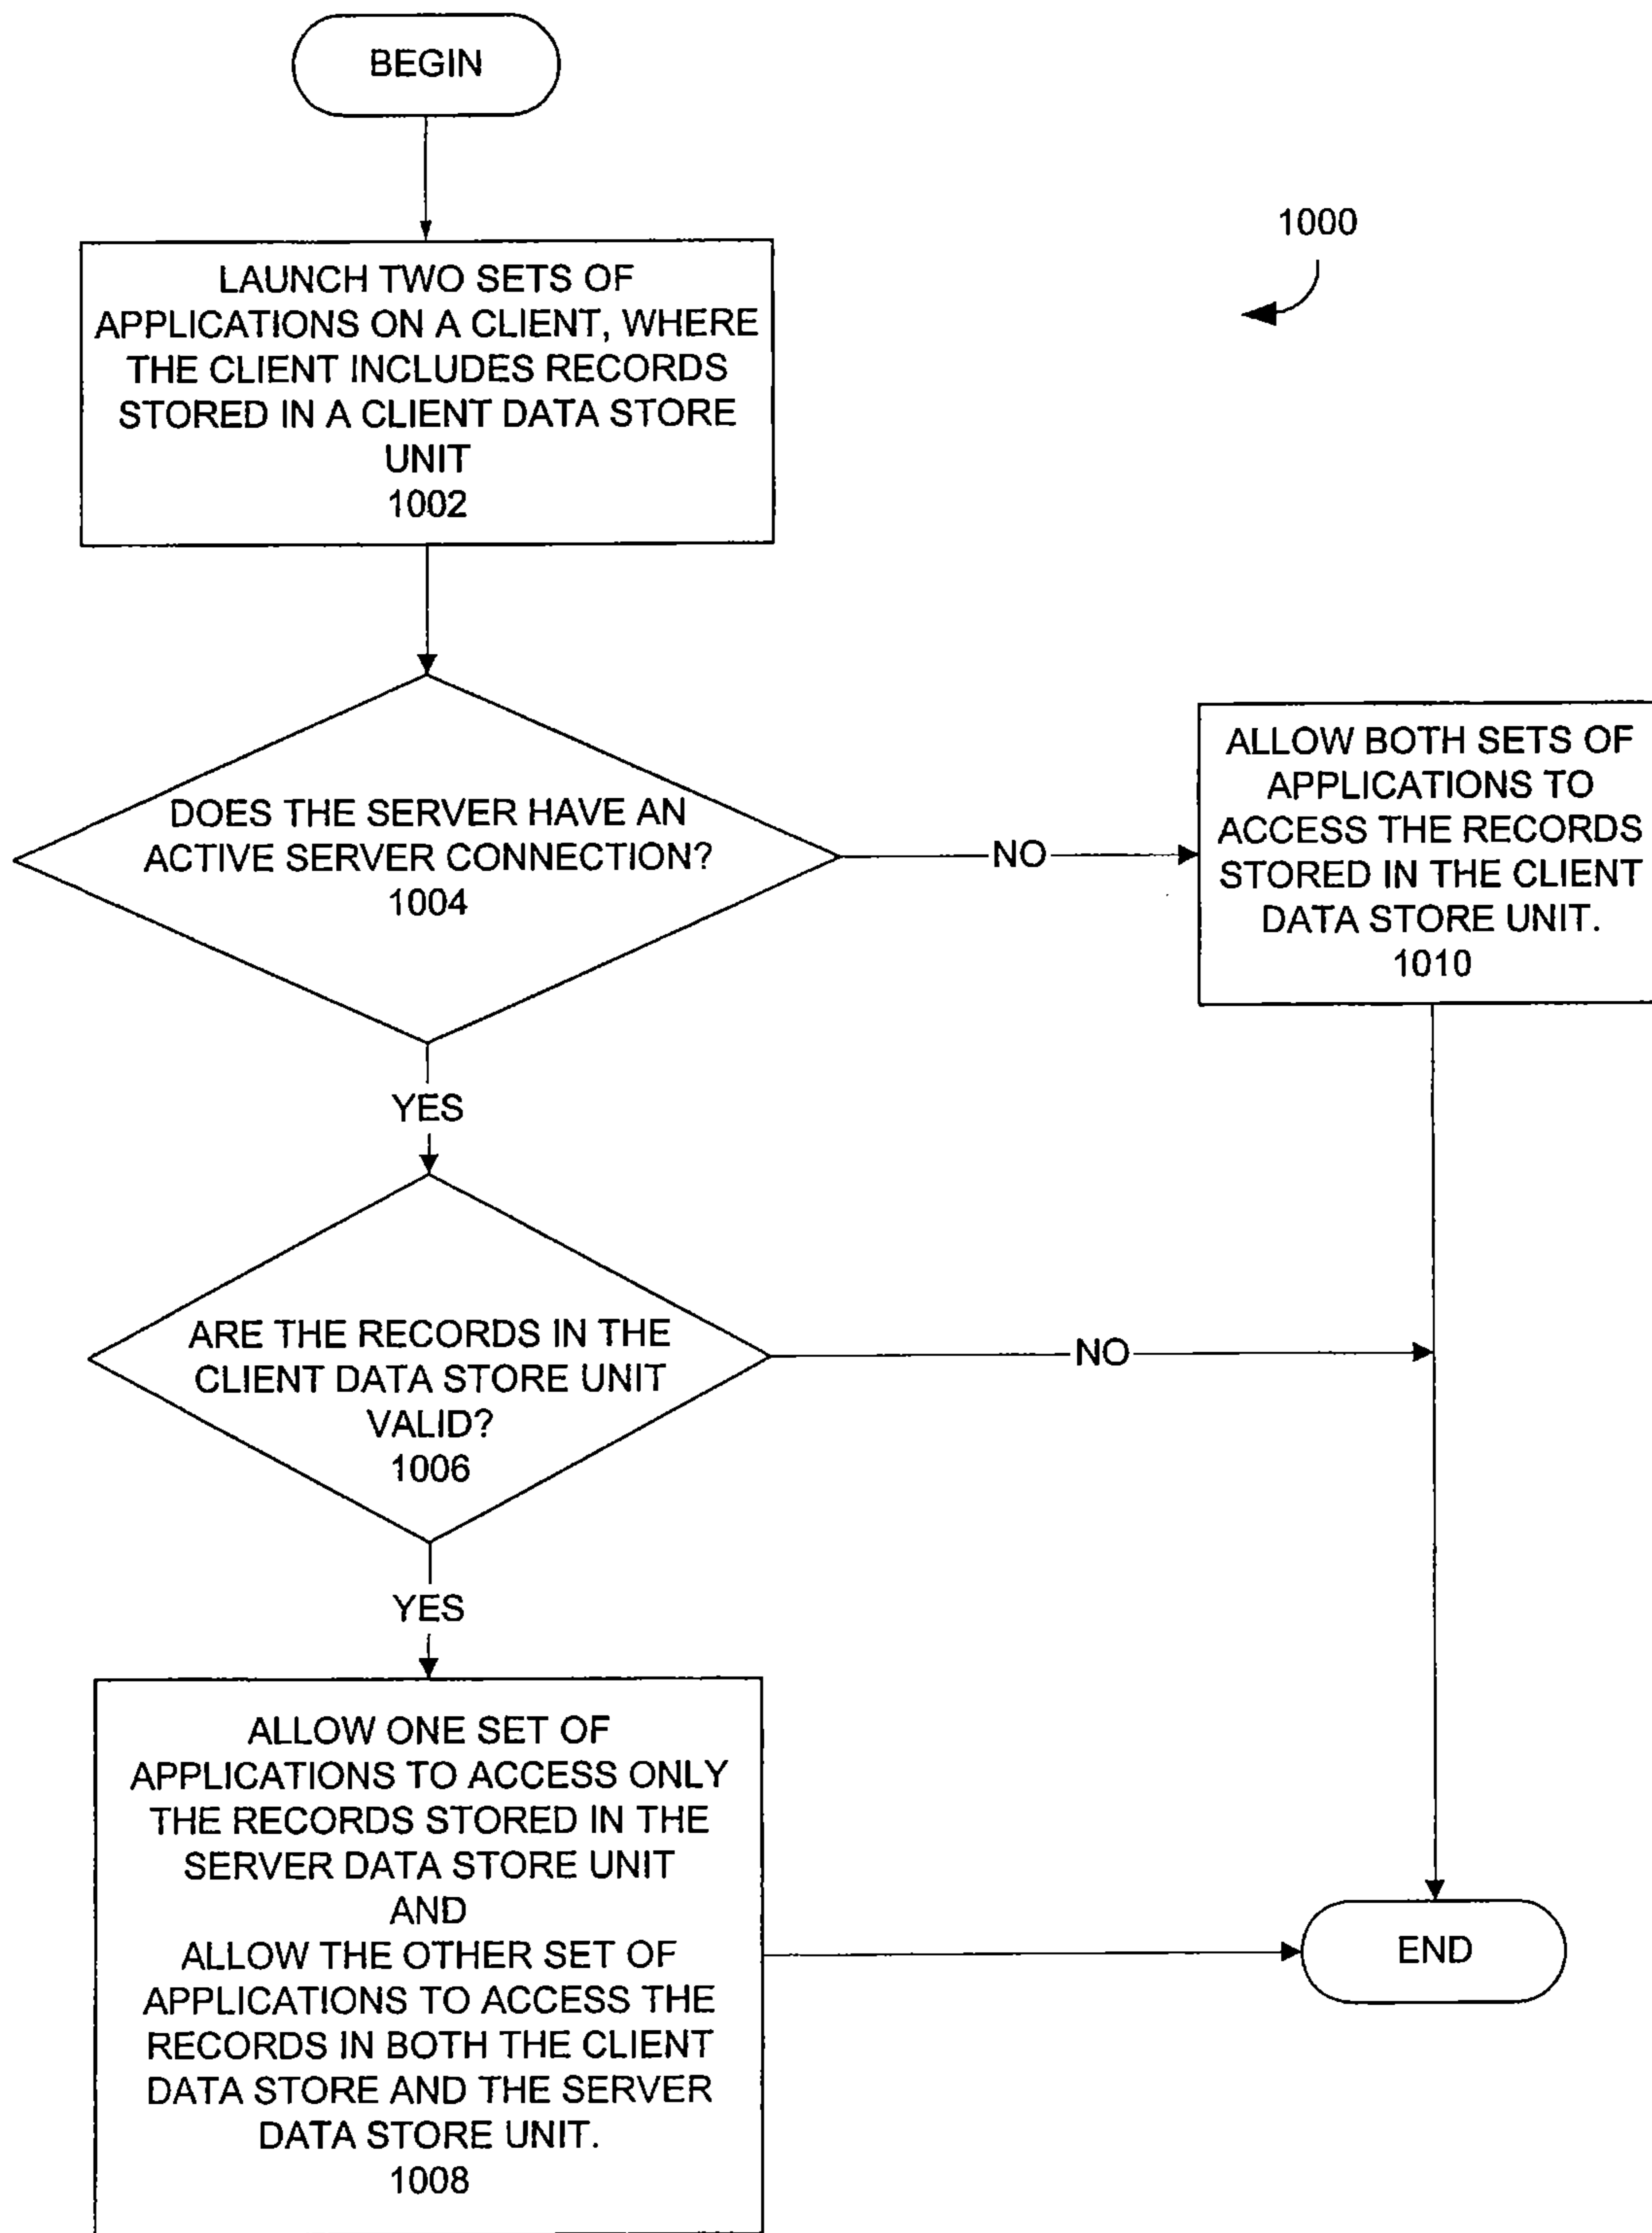 BEGIN
1000
LAUNCH TWO SETS OF
APPLICATIONS ON A CLIENT, WHERE
THE CLIENT INCLUDES RECORDS
STORED IN A CLIENT DATA STORE
UNIT
1002
DOES THE SERVER HAVE AN
ACTIVE SERVER CONNECTION?
1004
NO
ALLOW BOTH SETS OF
APPLICATIONS TO
ACCESS THE RECORDS
STORED IN THE CLIENT
DATA STORE UNIT.
1010
YES
ARE THE RECORDS IN THE
CLIENT DATA STORE UNIT
VALID?
1006
NO
YES
ALLOW ONE SET OF
APPLICATIONS TO ACCESS ONLY
THE RECORDS STORED IN THE
SERVER DATA STORE UNIT
AND
ALLOW THE OTHER SET OF
APPLICATIONS TO ACCESS THE
RECORDS IN BOTH THE CLIENT
DATA STORE AND THE SERVER
DATA STORE UNIT.
1008
END